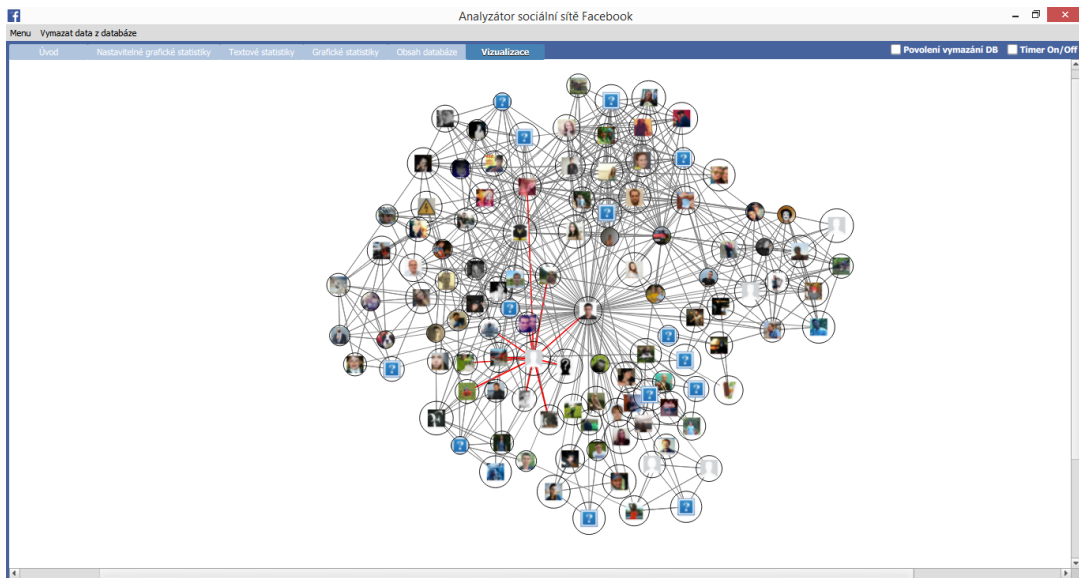 Analyzátor sociální sítě Facebook
Menu Vymazat data z databáze
Úvod Nastavitelné grafické statistiky Textové statistiky Grafické statistiky Obsah databáze Vizualizace Povolení vymazání DB Timer On/Off